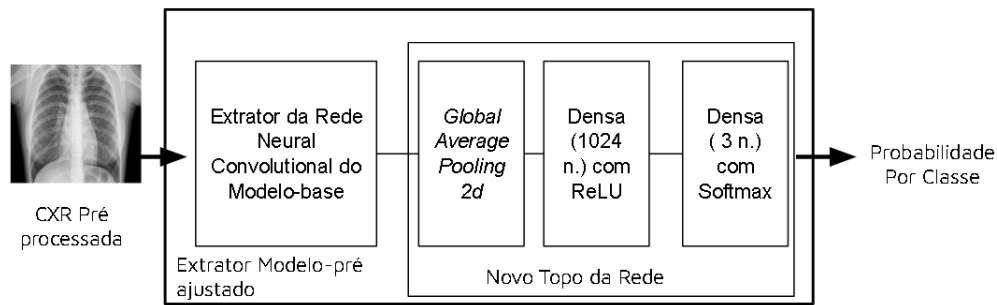 CXR Pré
processada
Extrator da Rede
Neural
Convolutional do
Modelo-base
Extrator Modelo-pré
ajustado
Global
Average
Pooling
2d
Densa
(1024
n.) com
ReLU
Densa
( 3 n.)
com
Softmax
Novo Topo da Rede
Probabilidade
Por Classe